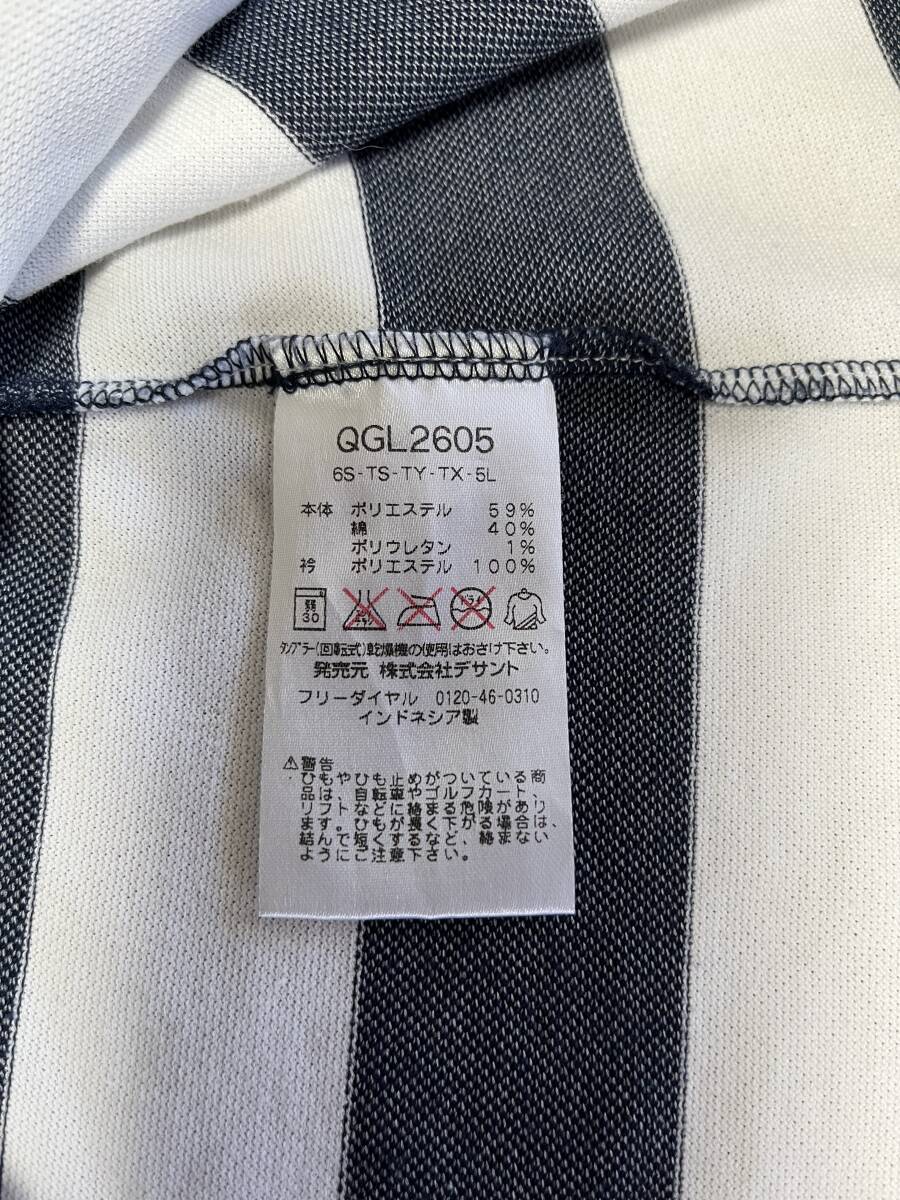 QGL2605
6S-TS-TY-TX-5L
本体 ポリエステル 59%
綿 40%
ポリウレタン 1%
衿 ポリエステル 100%
弱 30 ドライ
タンブラー(回転式)乾燥機の使用はおさけ下さい。
発売元 株式会社デサント
フリーダイヤル 0120-46-0310
インドネシア製
⚠警告
・ひもやひも止めがついている商
品は、自転車やゴルフカート、
リフトなどに絡まる危険があり
ます。ひもが長く下がる場合は、
結んで短くするなど、絡まない
ようにご注意下さい。